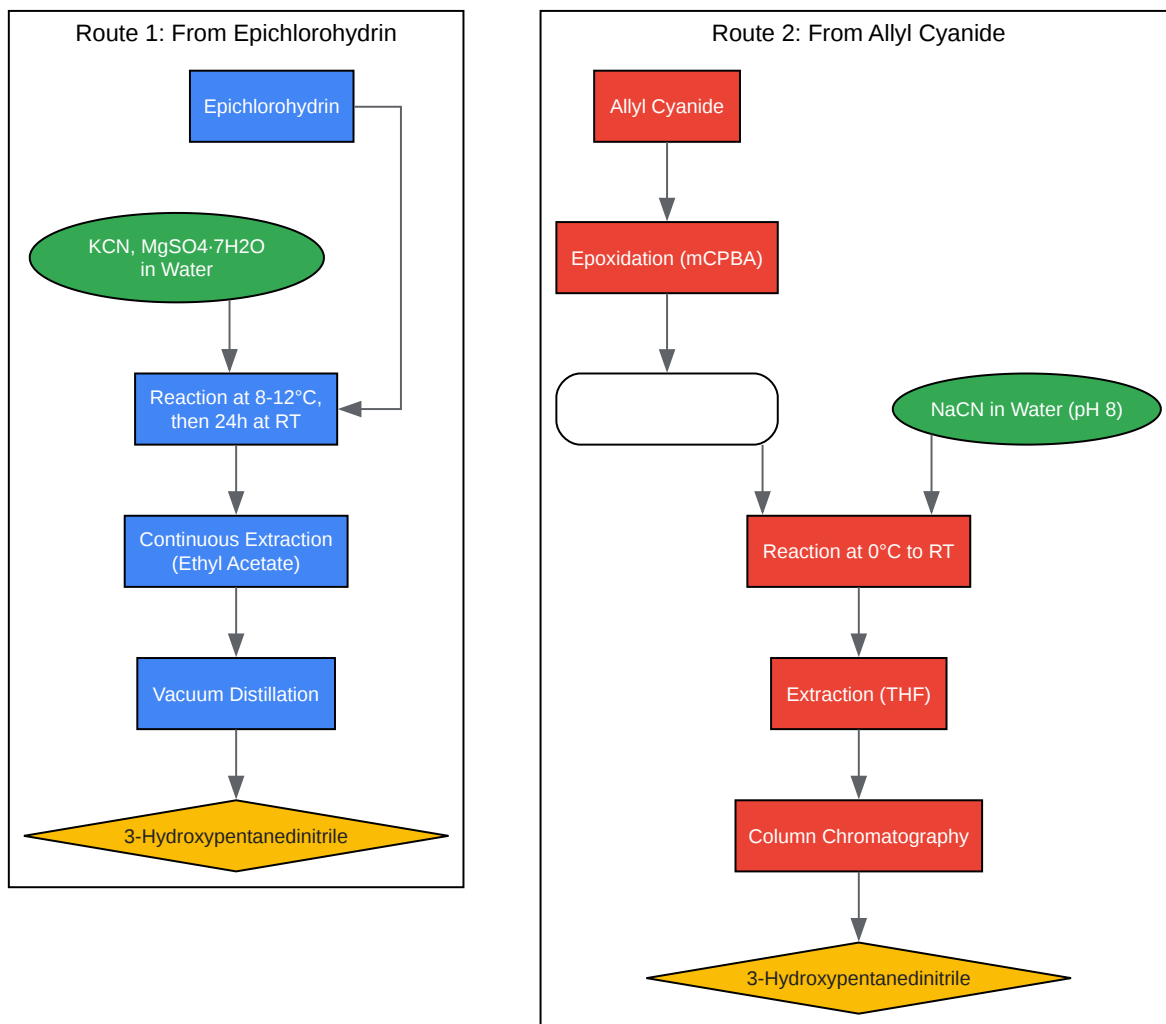 Route 1: From Epichlorohydrin
Epichlorohydrin
KCN, MgSO4·7H2O
in Water
Reaction at 8-12°C,
then 24h at RT
Continuous Extraction
(Ethyl Acetate)
Vacuum Distillation
3-Hydroxypentanedinitrile
Route 2: From Allyl Cyanide
Allyl Cyanide
Epoxidation (mCPBA)
NaCN in Water (pH 8)
Reaction at 0°C to RT
Extraction (THF)
Column Chromatography
3-Hydroxypentanedinitrile